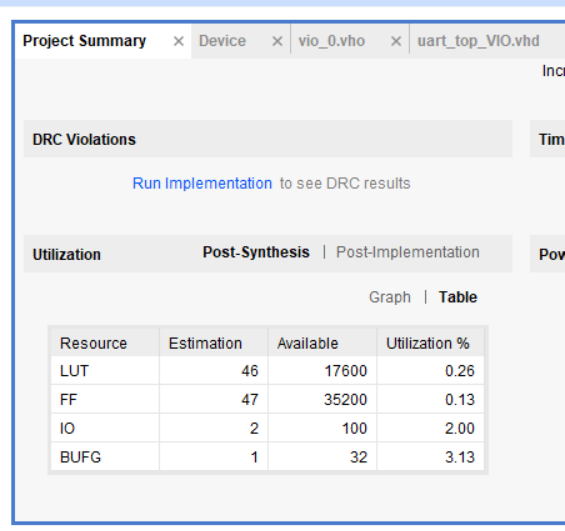 Project Summary × Device × vio_0.vho × uart_top_VIO.vhd
Incr
DRC Violations Tim
Run Implementation to see DRC results
Utilization Post-Synthesis | Post-Implementation Pow
Graph | Table
Resource Estimation Available Utilization %
LUT 46 17600 0.26
FF 47 35200 0.13
IO 2 100 2.00
BUFG 1 32 3.13